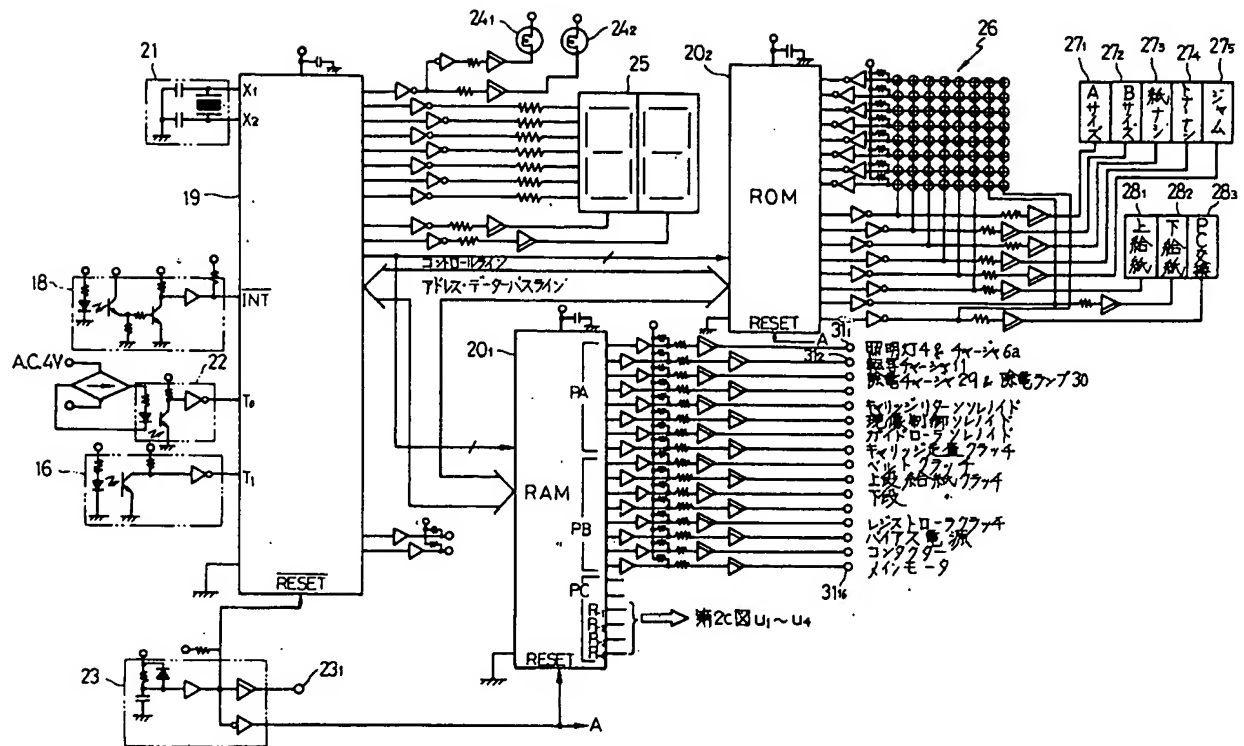 21
X1
X2
19
18
INT
A.C.4V
22
T0
16
T1
RESET
23
231
A
241
242
25
コントロールライン
アドレス・データーバスライン
201
RAM
PA
PB
PC
RESET
第2C図 U1～U4
202
ROM
RESET
A
26
271
272
273
274
275
Aサイズ
Bサイズ
紙ナシ
トナーナシ
ジャム
281
282
283
上給紙
下給紙
311
312
照明灯4&チャージャ6a
転写チャージャ11
除電チャージャ29&除電ランプ30
キャリッジリターンソレノイド
現像制御ソレノイド
ガイドローラソレノイド
キャリッジ走査クラッチ
ベルトクラッチ
上段給紙クラッチ
下段 〃
レジストローラクラッチ
バイアス電源
コンタクター
メインモータ
3116